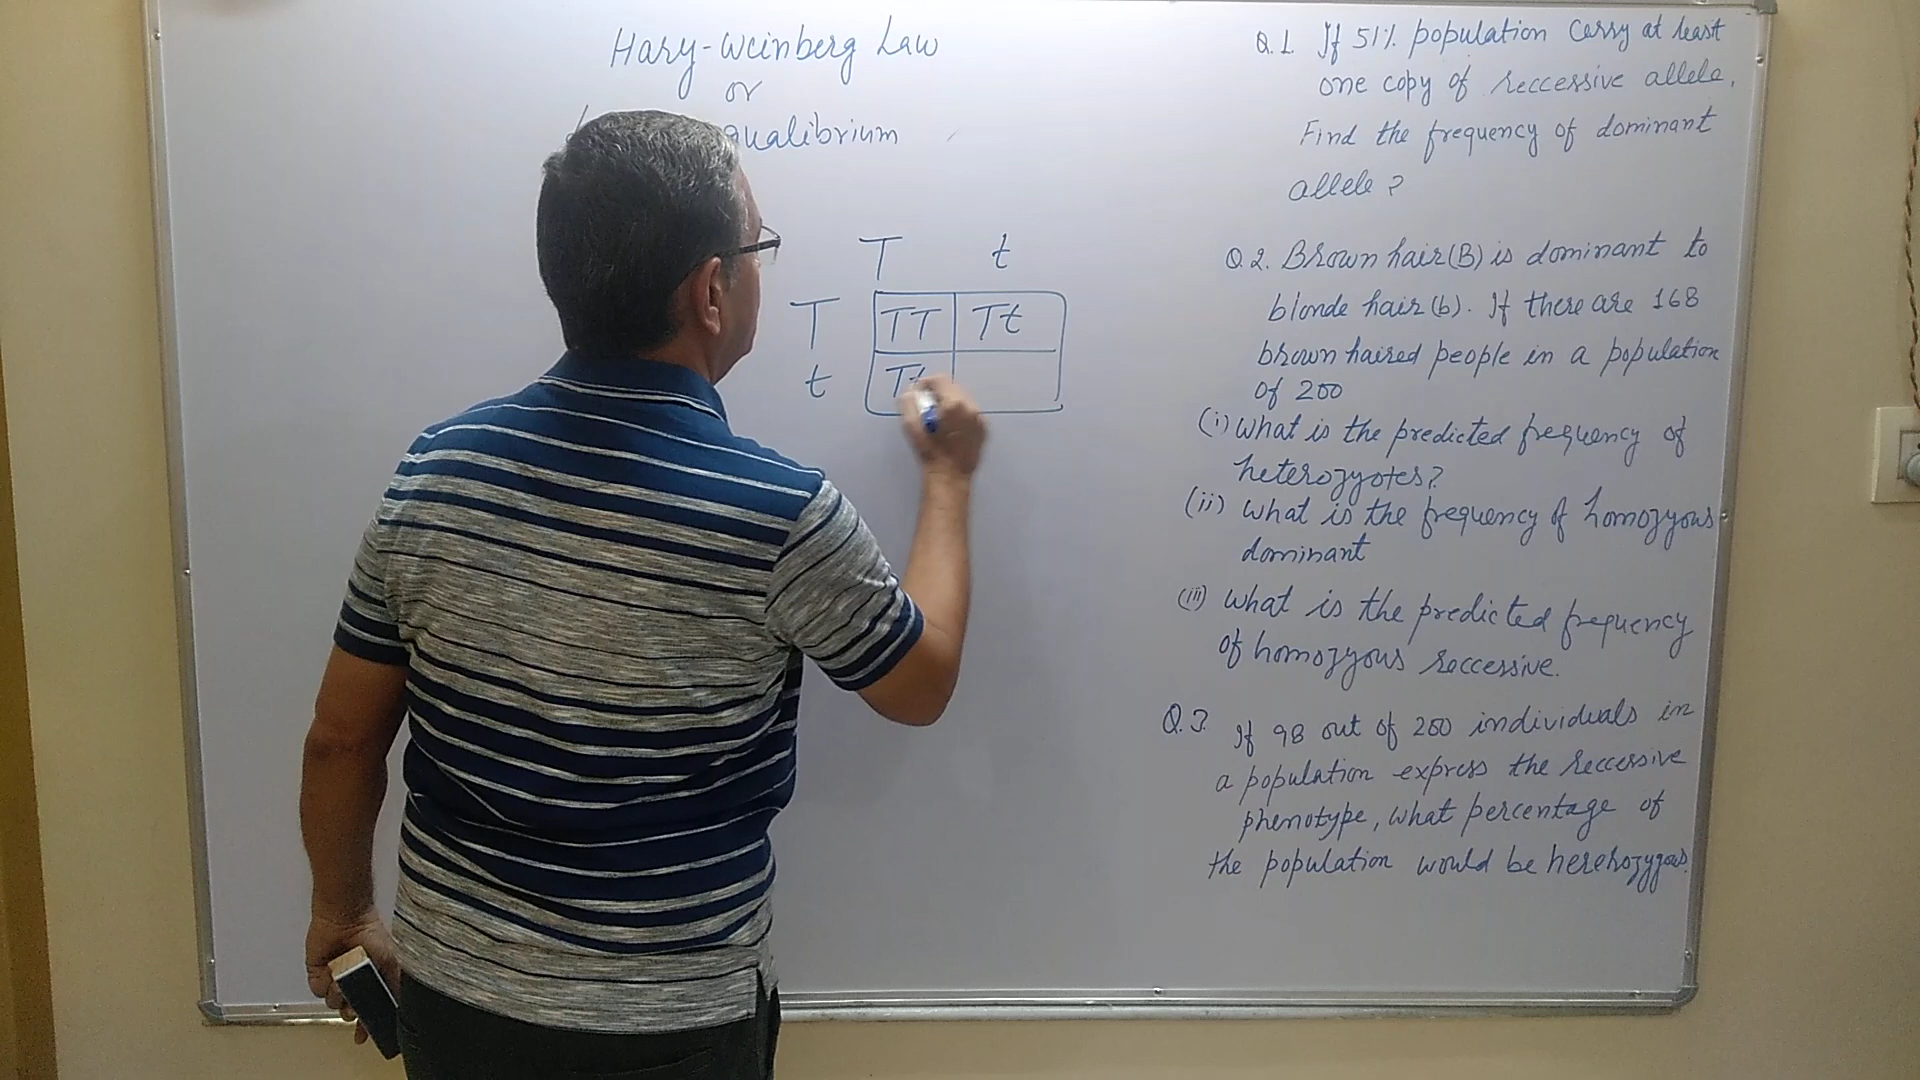 Hary-Weinberg Law
or
qualibrium
T t
T TT Tt
t Tt
Q.1. If 51% population carry at least
one copy of reccessive allele,
Find the frequency of dominant
allele?
Q.2. Brown hair(B) is dominant to
blonde hair(b). If there are 168
brown haired people in a population
of 200
(i) What is the predicted frequency of
heterozyotes?
(ii) What is the frequency of homozyous
dominant
(iii) What is the predicted frequency
of homozyous reccessive.
Q.3. If 98 out of 200 individuals in
a population express the reccessive
phenotype, what percentage of
the population would be